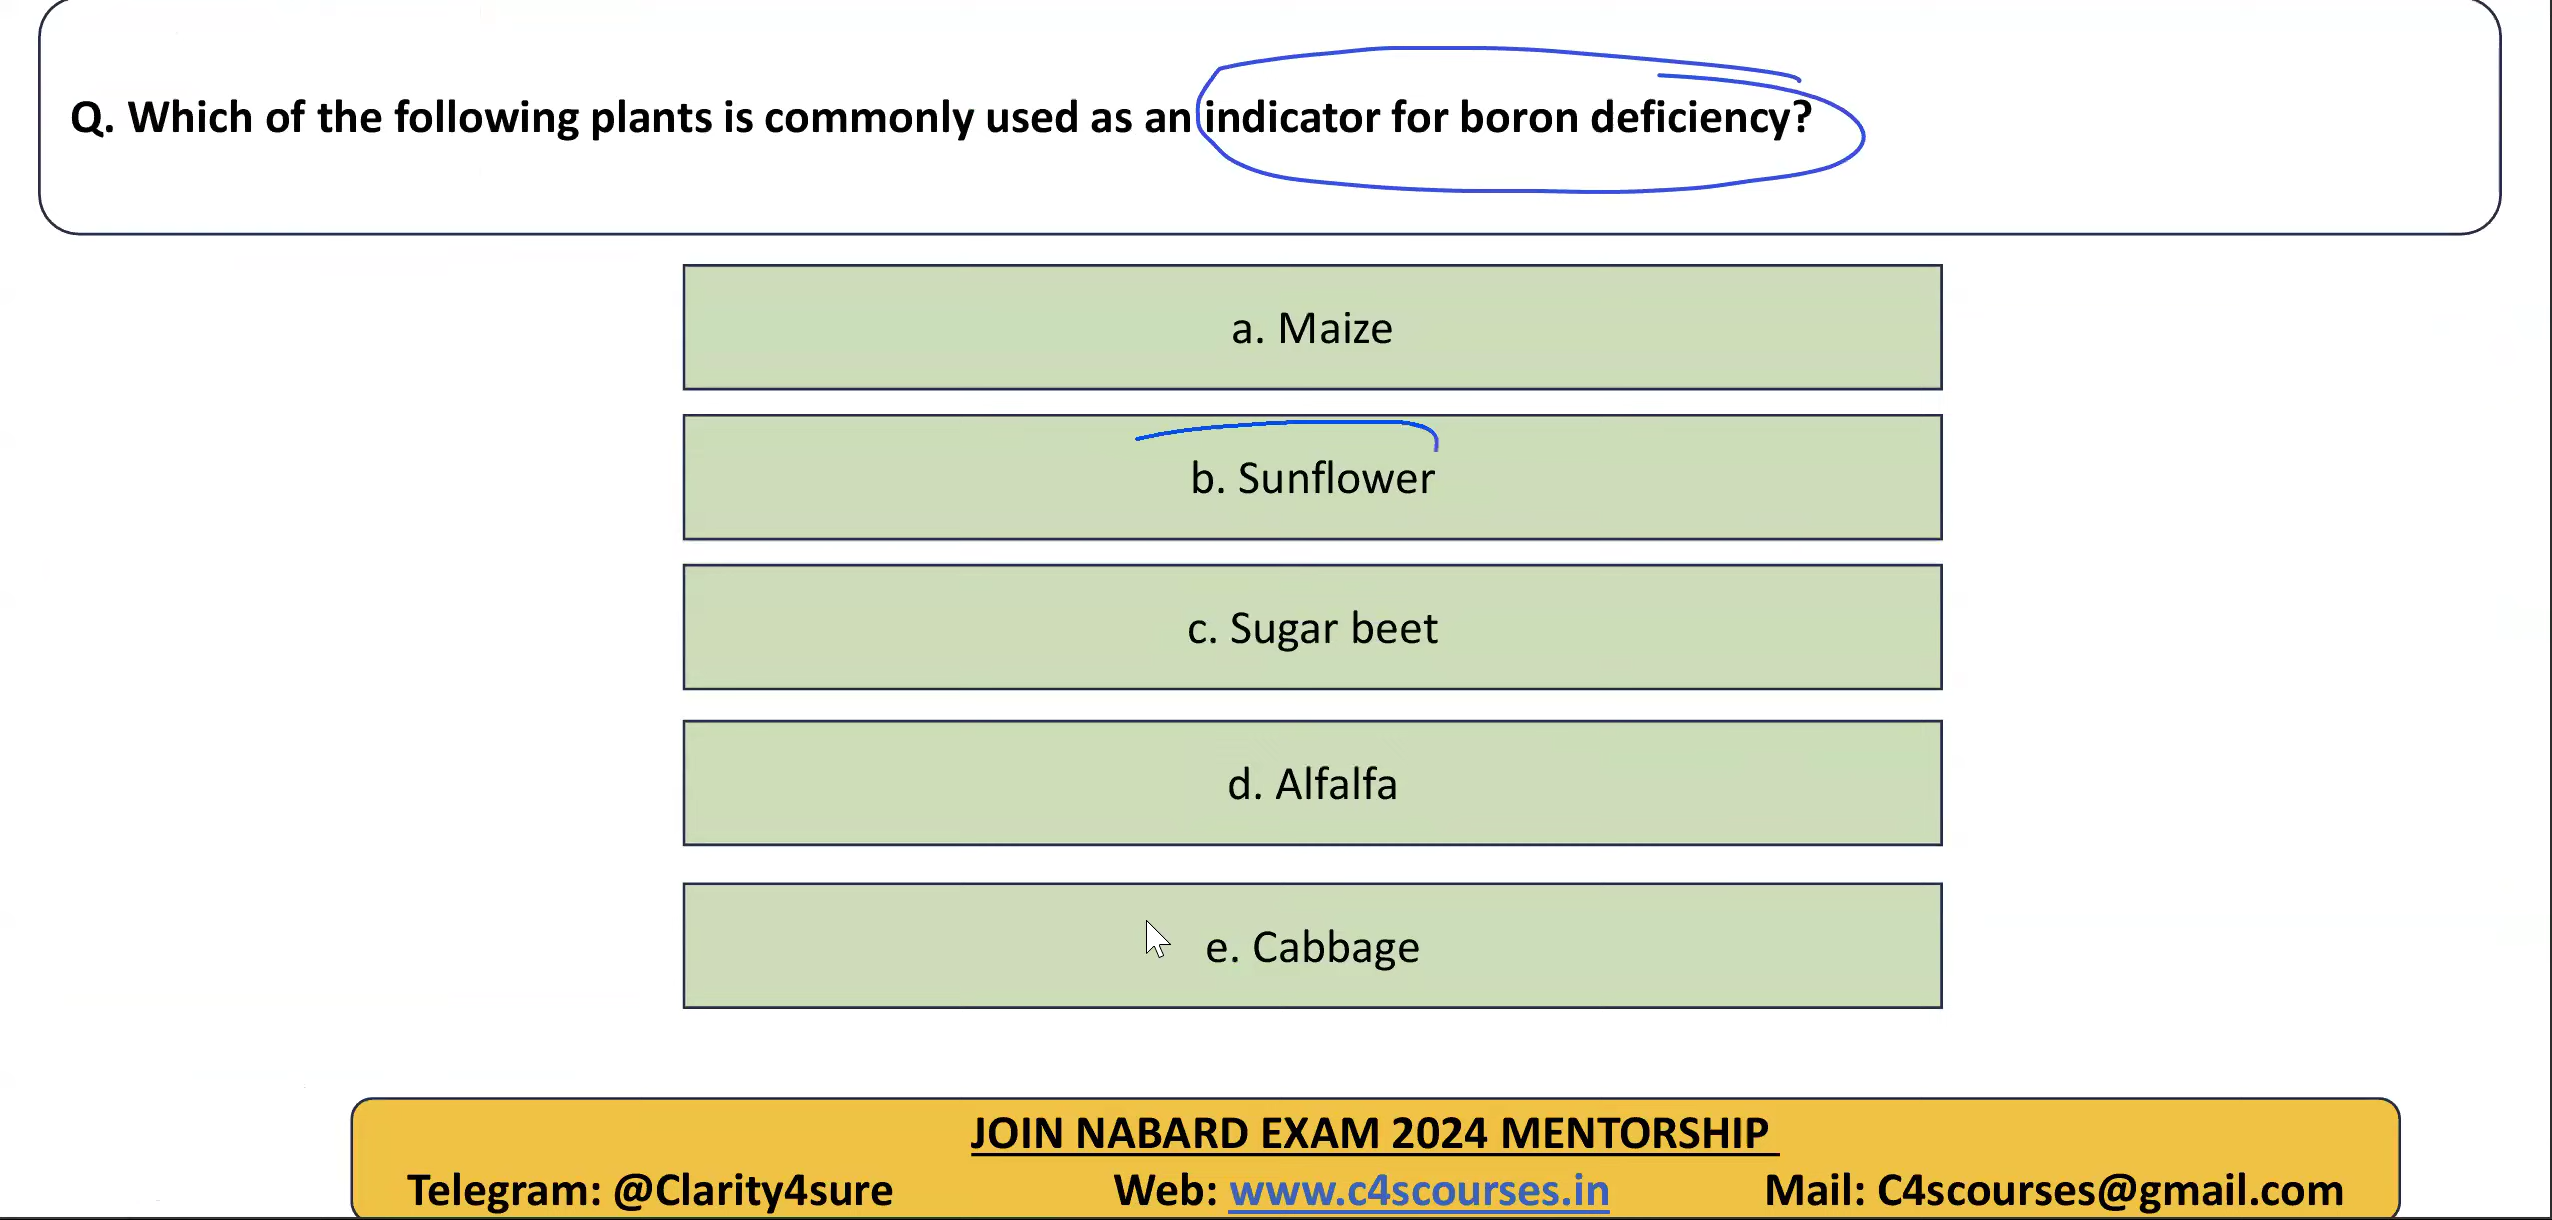 Q. Which of the following plants is commonly used as an indicator for boron deficiency?
a. Maize
b. Sunflower
c. Sugar beet
d. Alfalfa
e. Cabbage
JOIN NABARD EXAM 2024 MENTORSHIP
Telegram: @Clarity4sure Web: www.c4scourses.in Mail: C4scourses@gmail.com